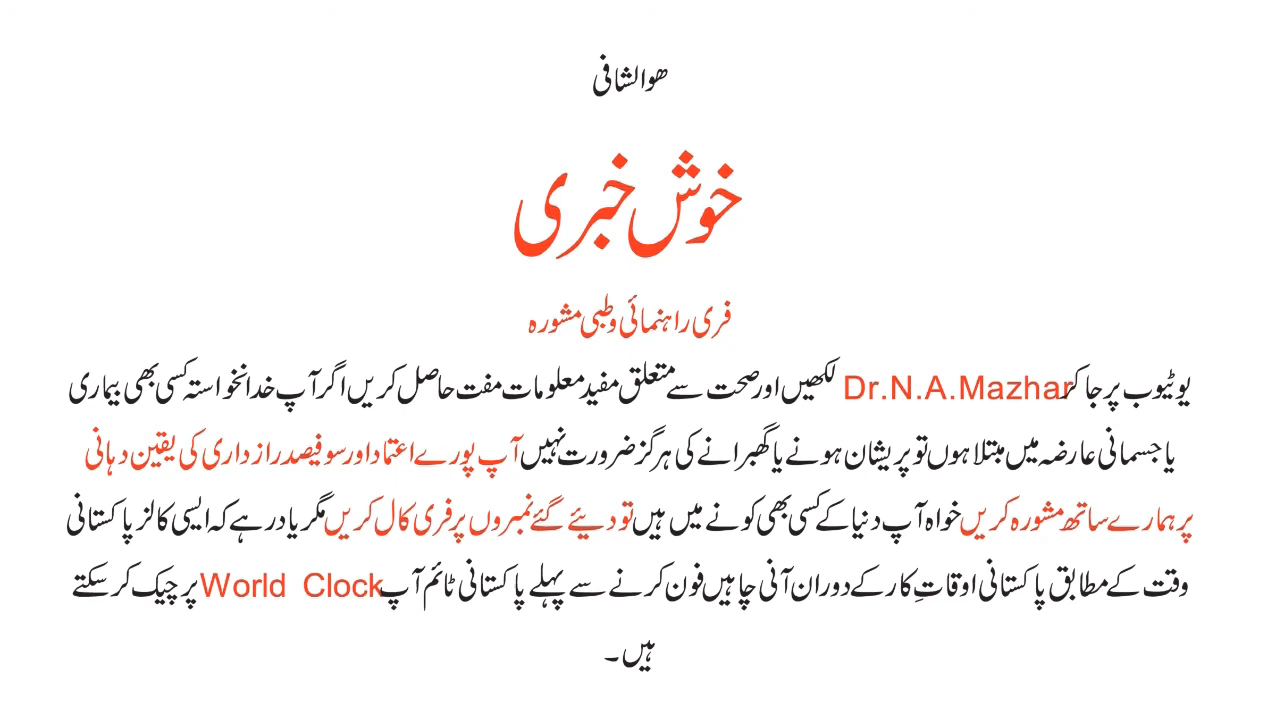 ھوالشافی
خوش خبری
فری راہنمائی و طبی مشورہ
یوٹیوب پر جا کر Dr.N.A.Mazhar لکھیں اور صحت سے متعلق مفید معلومات مفت حاصل کریں اگر آپ خدانخواستہ کسی بھی بیماری
یا جسمانی عارضہ میں مبتلا ہوں تو پریشان ہونے یا گھبرانے کی ہرگز ضرورت نہیں آپ پورے اعتماد اور سو فیصد رازداری کی یقین دہانی
پر ہمارے ساتھ مشورہ کریں خواہ آپ دنیا کے کسی بھی کونے میں ہیں تو دیئے گئے نمبروں پر فری کال کریں مگر یاد رہے کہ ایسی کالز پاکستانی
وقت کے مطابق پاکستانی اوقاتِ کار کے دوران آنی چاہیں فون کرنے سے پہلے پاکستانی ٹائم آپ World Clock پر چیک کر سکتے
ہیں۔